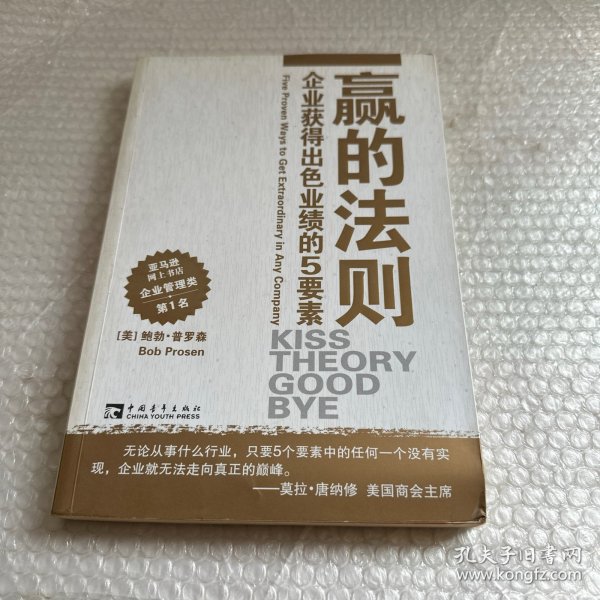 赢的法则
企业获得出色业绩的5要素
Five Proven Ways to Get Extraordinary in Any Company
亚马逊
网上书店
企业管理类
第1名
[美] 鲍勃·普罗森
Bob Prosen
KISS
THEORY
GOOD
BYE
中国青年出版社
CHINA YOUTH PRESS
无论从事什么行业，只要5个要素中的任何一个没有实
现，企业就无法走向真正的巅峰。
——莫拉·唐纳修 美国商会主席
孔夫子旧书网
www.kongfz.com